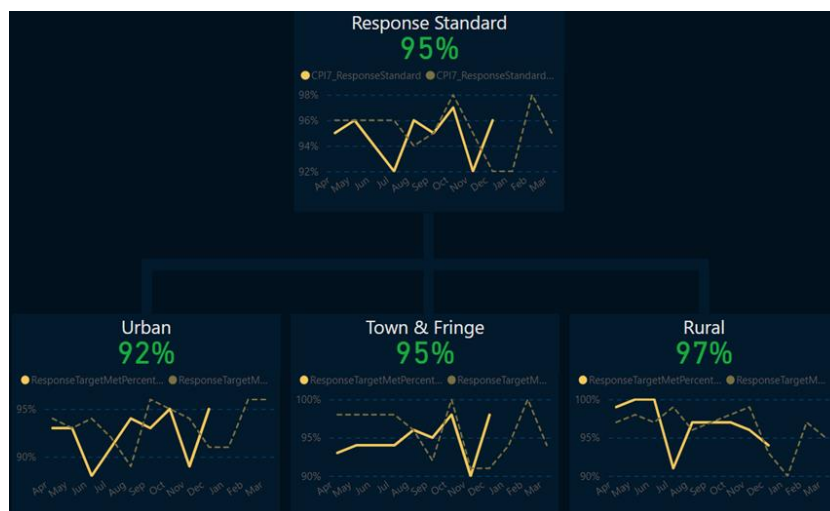 Response Standard
95%
CPI7_ResponseStandard CPI7_ResponseStandard...
98%
96%
94%
92%
Apr May Jun Jul Aug Sep Oct Nov Dec Jan Feb Mar
Urban
92%
ResponseTargetMetPercent... ResponseTargetM...
95%
90%
Apr May Jun Jul Aug Sep Oct Nov Dec Jan Feb Mar
Town & Fringe
95%
ResponseTargetMetPercent... ResponseTargetM...
100%
95%
90%
Apr May Jun Jul Aug Sep Oct Nov Dec Jan Feb Mar
Rural
97%
ResponseTargetMetPercent... ResponseTargetM...
100%
95%
90%
Apr May Jun Jul Aug Sep Oct Nov Dec Jan Feb Mar